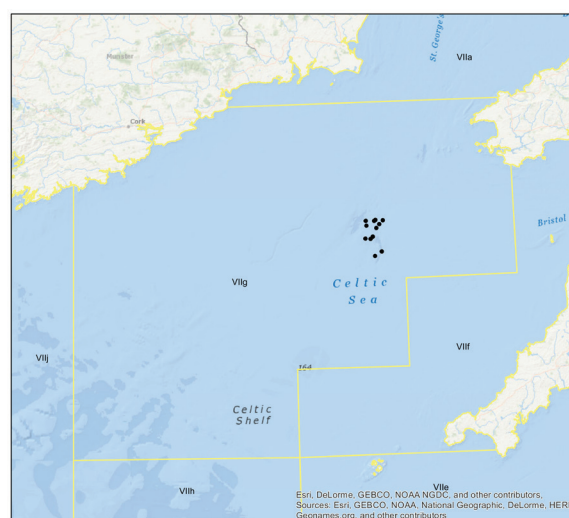 St. George's
VIIa
Munster
Cork
Bristol
Celtic
Sea
VIIg
VIIf
VIIj
Celtic
Shelf
VIIh
VIIe
Esri, DeLorme, GEBCO, NOAA NGDC, and other contributors,
Sources: Esri, GEBCO, NOAA, National Geographic, DeLorme, HERE
Geonames.org, and other contributors